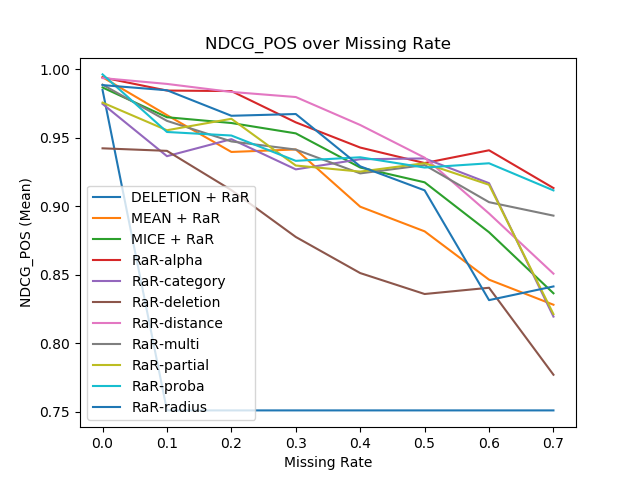 NDCG_POS over Missing Rate
NDCG_POS (Mean)
1.00
0.95
0.90
0.85
0.80
0.75
DELETION + RaR
MEAN + RaR
MICE + RaR
RaR-alpha
RaR-category
RaR-deletion
RaR-distance
RaR-multi
RaR-partial
RaR-proba
RaR-radius
0.0 0.1 0.2 0.3 0.4 0.5 0.6 0.7
Missing Rate